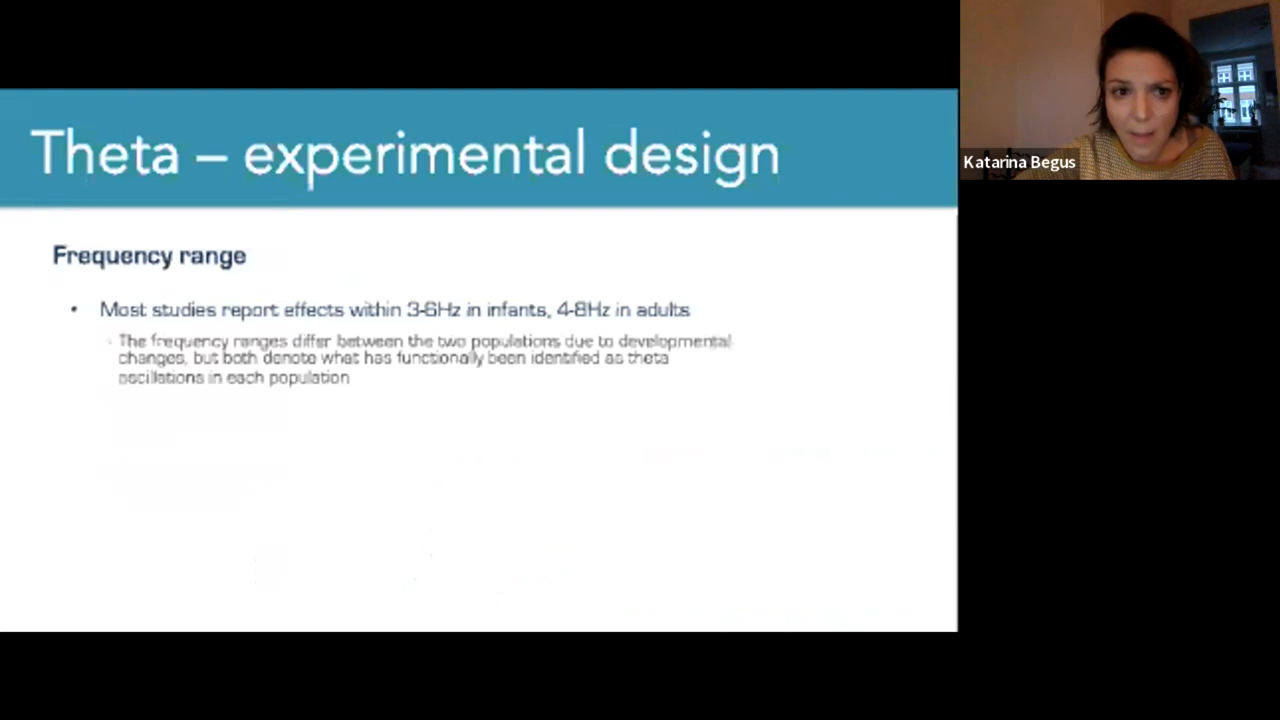 Theta – experimental design
Katarina Begus
Frequency range
• Most studies report effects within 3-6Hz in infants, 4-8Hz in adults
The frequency ranges differ between the two populations due to developmental
changes, but both denote what has functionally been identified as theta
oscillations in each population